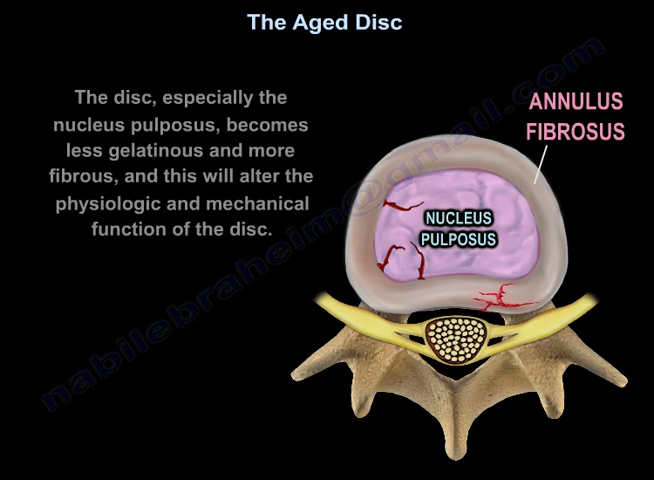 The Aged Disc
The disc, especially the
nucleus pulposus, becomes
less gelatinous and more
fibrous, and this will alter the
physiologic and mechanical
function of the disc.
ANNULUS
FIBROSUS
NUCLEUS
PULPOSUS
nabilebraheim@gmail.com